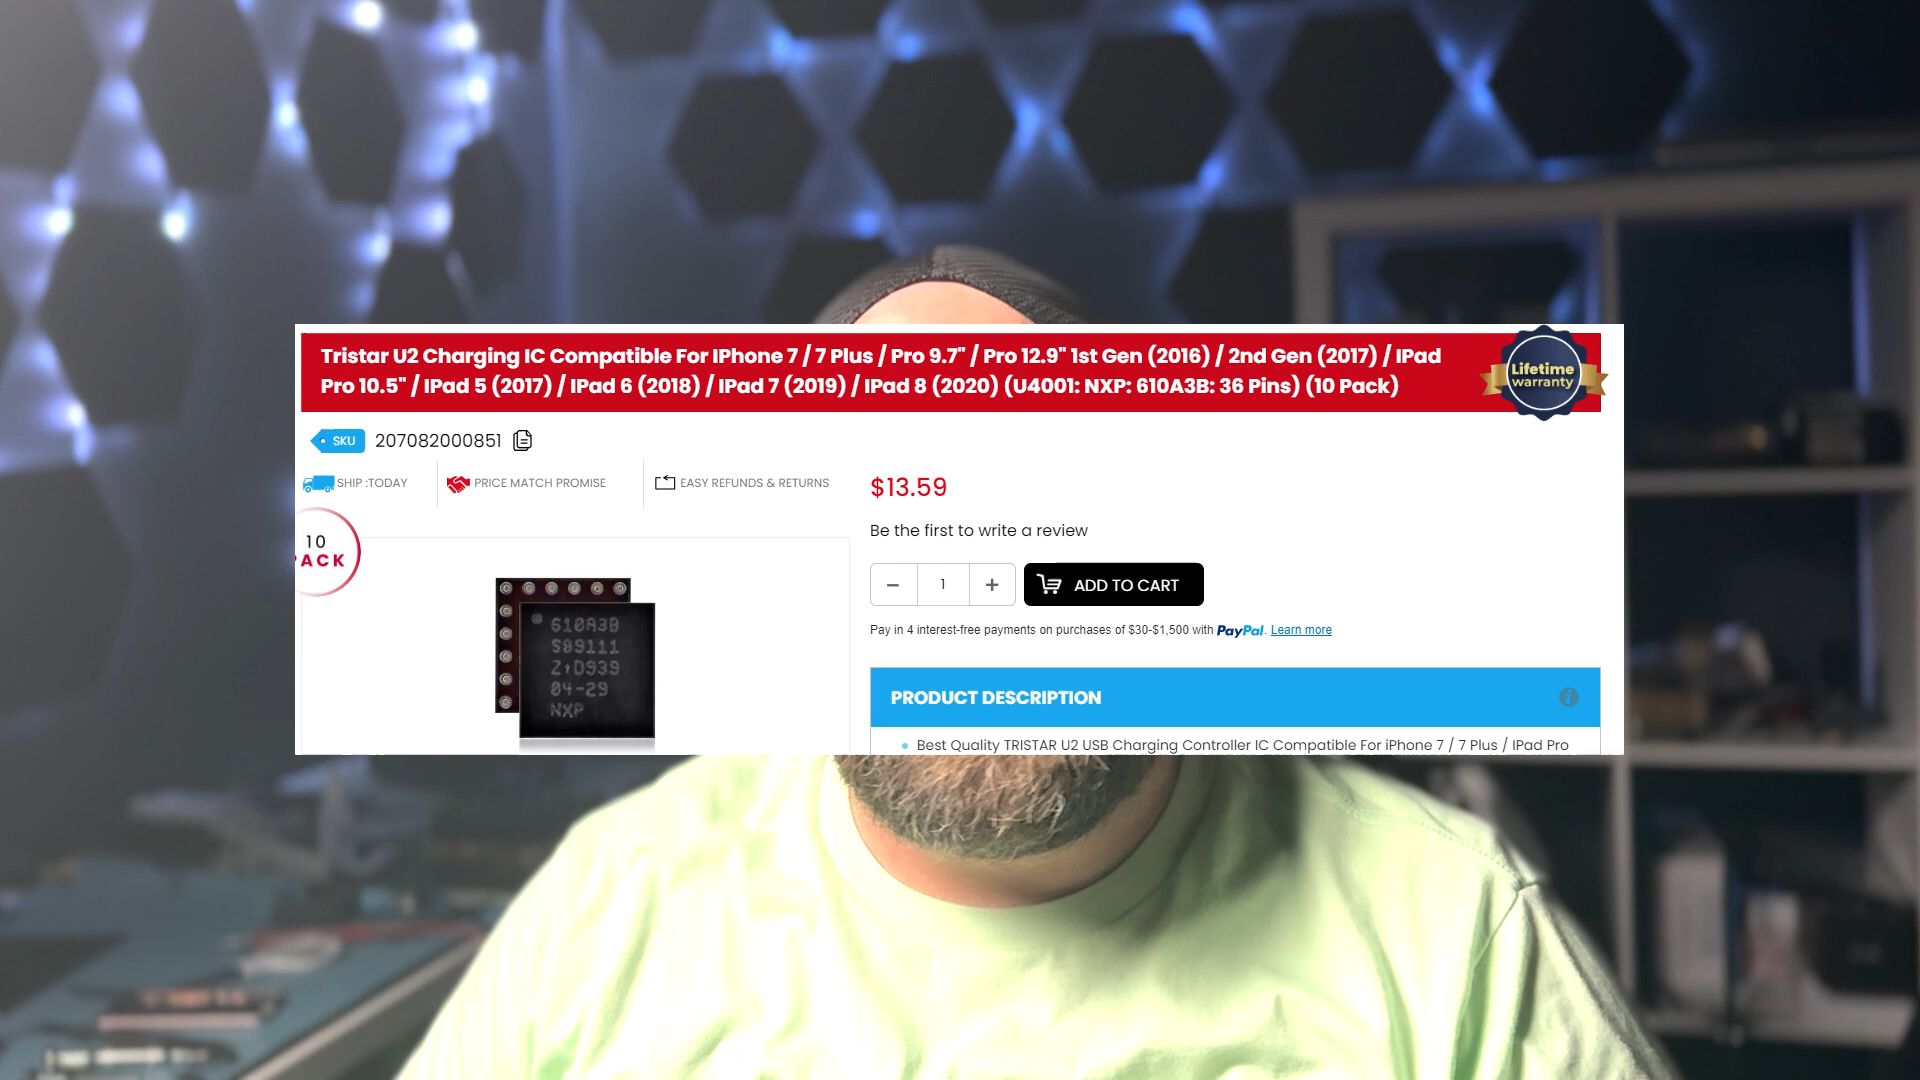 Tristar U2 Charging IC Compatible For IPhone 7 / 7 Plus / Pro 9.7" / Pro 12.9" 1st Gen (2016) / 2nd Gen (2017) / IPad
Pro 10.5" / IPad 5 (2017) / IPad 6 (2018) / IPad 7 (2019) / IPad 8 (2020) (U4001: NXP: 610A3B: 36 Pins) (10 Pack)
Lifetime
warranty
SKU 207082000851
SHIP :TODAY
PRICE MATCH PROMISE
EASY REFUNDS & RETURNS
10
PACK
610A3B
S09111
04-29
NXP
$13.59
Be the first to write a review
− 1 +
ADD TO CART
Pay in 4 interest-free payments on purchases of $30-$1,500 with PayPal. Learn more
PRODUCT DESCRIPTION
Best Quality TRISTAR U2 USB Charging Controller IC Compatible For iPhone 7 / 7 Plus / IPad Pro